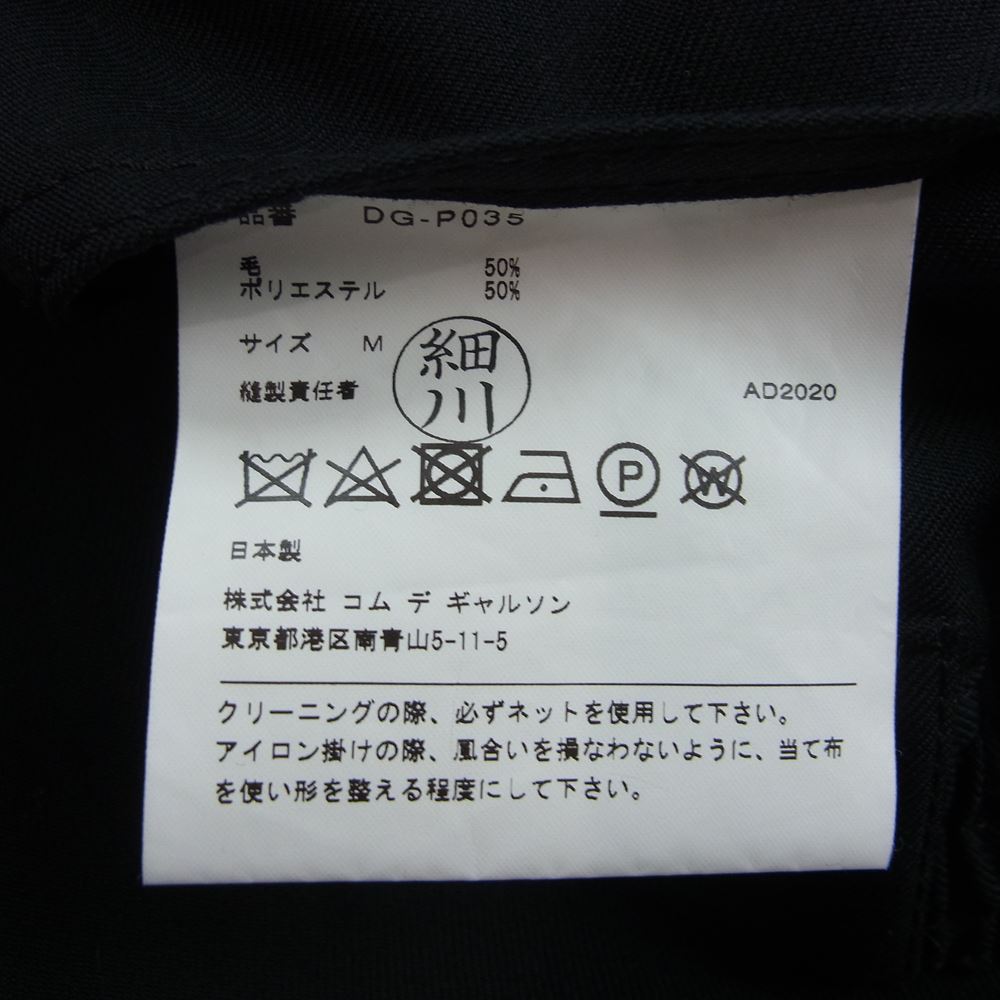 品番 DG-P035
毛 50%
ポリエステル 50%
サイズ M
細川
縫製責任者 AD2020
P W
日本製
株式会社 コム デ ギャルソン
東京都港区南青山5-11-5
クリーニングの際、必ずネットを使用して下さい。
アイロン掛けの際、風合いを損なわないように、当て布
を使い形を整える程度にして下さい。